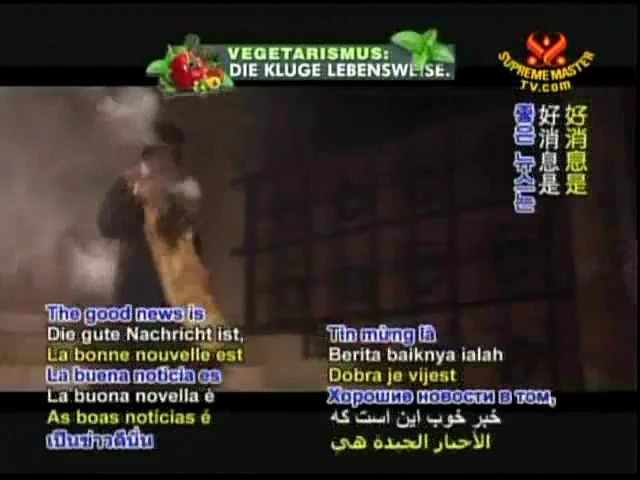 VEGETARISMUS:
DIE KLUGE LEBENSWEISE.
SUPREME MASTER
TV.com
好消息是
好消息是
좋은 뉴스는
The good news is
Die gute Nachricht ist,
La bonne nouvelle est
La buena noticia es
La buona novella è
As boas notícias é
เป็นข่าวดีนั่น
Tin mừng là
Berita baiknya ialah
Dobra je vijest
Хорошие новости в том,
خبر خوب این است که
الأخبار الجيدة هي